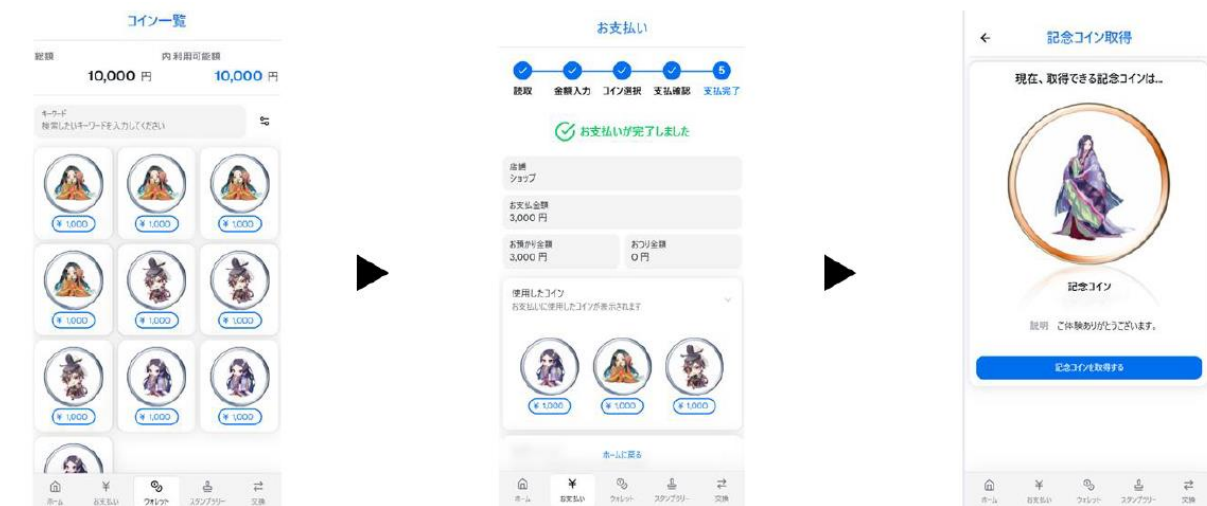 コイン一覧
総額
内利用可能額
10,000 円
10,000 円
キーワード
検索したいキーワードを入力してください
¥ 1,000
¥ 1,000
¥ 1,000
¥ 1,000
¥ 1,000
¥ 1,000
¥ 1,000
¥ 1,000
¥ 1,000
ホーム
お支払い
ウォレット
スタンプラリー
交換
お支払い
5
読取
金額入力
コイン選択
支払確認
支払完了
お支払いが完了しました
店舗
ショップ
お支払金額
3,000 円
お預かり金額
3,000 円
おつり金額
0 円
使用したコイン
お支払いに使用したコインが表示されます
¥ 1,000
¥ 1,000
¥ 1,000
ホームに戻る
ホーム
お支払い
ウォレット
スタンプラリー
交換
記念コイン取得
現在、取得できる記念コインは...
記念コイン
説明 ご体験ありがとうございます。
記念コインを取得する
ホーム
お支払い
ウォレット
スタンプラリー
交換